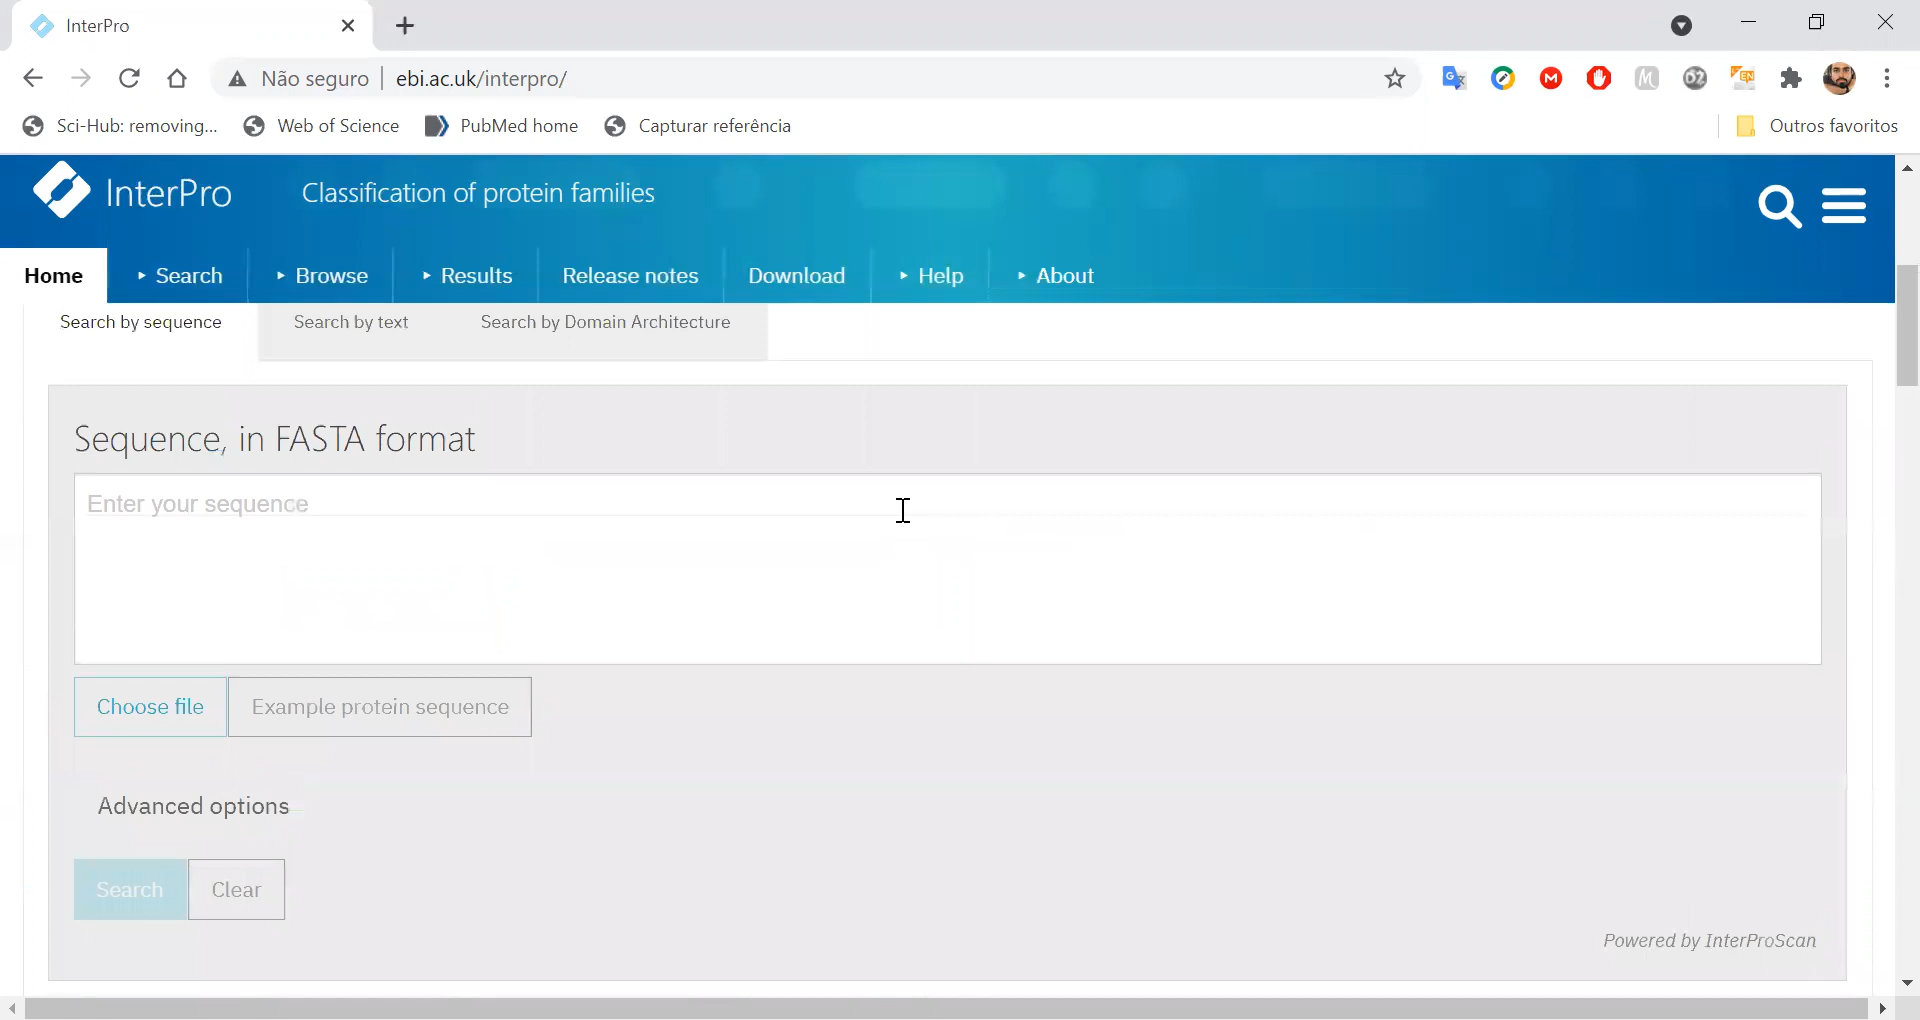 InterPro
Não seguro
ebi.ac.uk/interpro/
Sci-Hub: removing...
Web of Science
PubMed home
Capturar referência
Outros favoritos
InterPro
Classification of protein families
Home
Search
Browse
Results
Release notes
Download
Help
About
Search by sequence
Search by text
Search by Domain Architecture
Sequence, in FASTA format
Enter your sequence
Choose file
Example protein sequence
Advanced options
Search
Clear
Powered by InterProScan